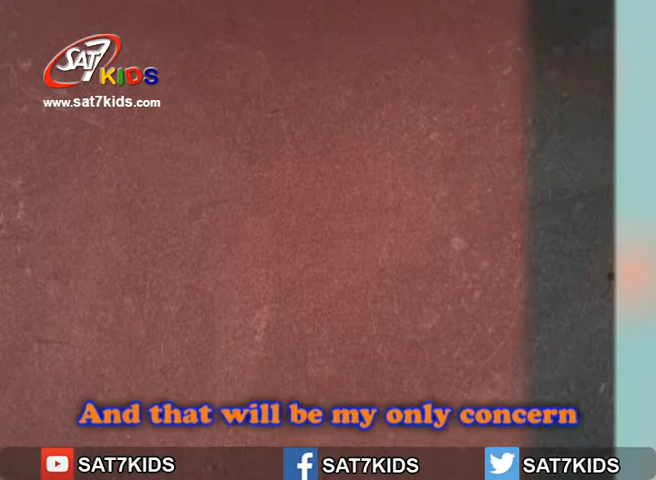 SAT7
KIDS
www.sat7kids.com
And that will be my only concern
SAT7KIDS
SAT7KIDS
SAT7KIDS